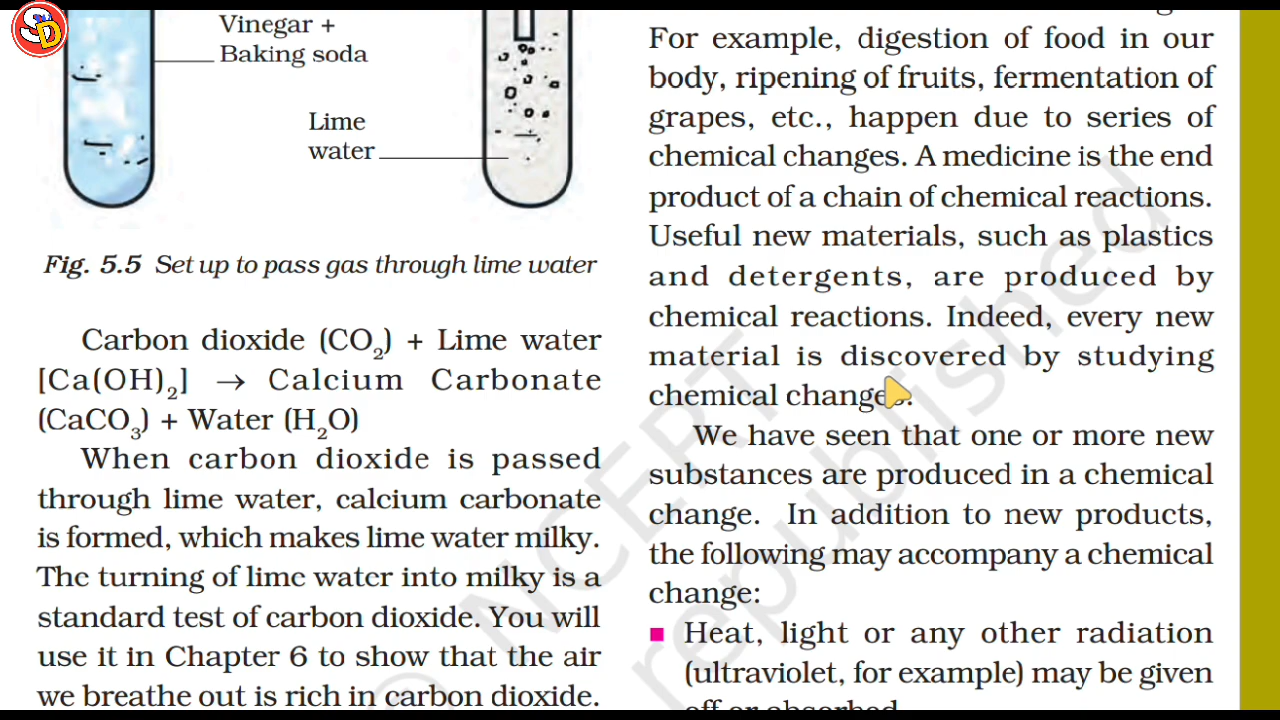 SD
Vinegar +
Baking soda
Lime
water
Fig. 5.5 Set up to pass gas through lime water
Carbon dioxide (CO₂) + Lime water
[Ca(OH)₂] → Calcium Carbonate
(CaCO₃) + Water (H₂O)
When carbon dioxide is passed
through lime water, calcium carbonate
is formed, which makes lime water milky.
The turning of lime water into milky is a
standard test of carbon dioxide. You will
use it in Chapter 6 to show that the air
we breathe out is rich in carbon dioxide.
For example, digestion of food in our
body, ripening of fruits, fermentation of
grapes, etc., happen due to series of
chemical changes. A medicine is the end
product of a chain of chemical reactions.
Useful new materials, such as plastics
and detergents, are produced by
chemical reactions. Indeed, every new
material is discovered by studying
chemical changes.
We have seen that one or more new
substances are produced in a chemical
change. In addition to new products,
the following may accompany a chemical
change:
■ Heat, light or any other radiation
(ultraviolet, for example) may be given
off or absorbed.
© NCERT
republished